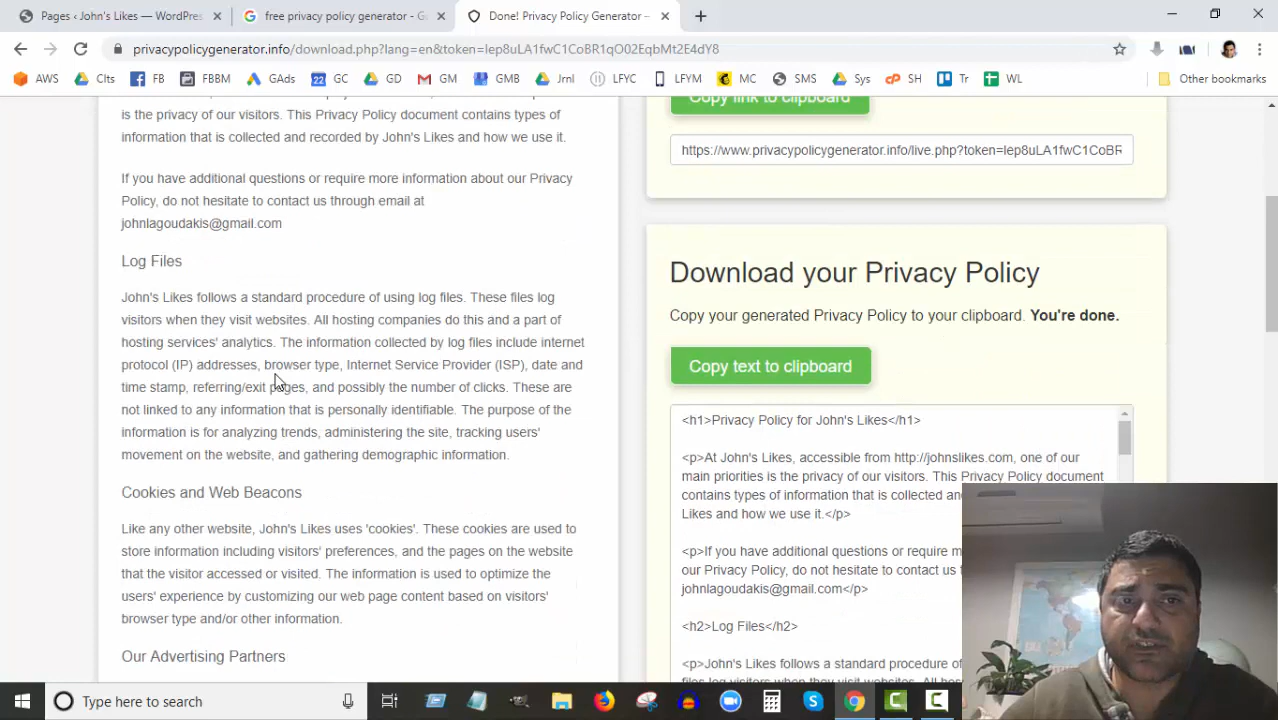 Pages ‹ John's Likes — WordPres
free privacy policy generator - G
Done! Privacy Policy Generator –
privacypolicygenerator.info/download.php?lang=en&token=lep8uLA1fwC1CoBR1qO02EqbMt2E4dY8
AWS
Clts
FB
FBBM
GAds
22 GC
GD
GM
GMB
Jrnl
LFYC
LFYM
MC
SMS
Sys
SH
Tr
WL
Other bookmarks
is the privacy of our visitors. This Privacy Policy document contains types of
information that is collected and recorded by John's Likes and how we use it.
If you have additional questions or require more information about our Privacy
Policy, do not hesitate to contact us through email at
johnlagoudakis@gmail.com
Log Files
John's Likes follows a standard procedure of using log files. These files log
visitors when they visit websites. All hosting companies do this and a part of
hosting services' analytics. The information collected by log files include internet
protocol (IP) addresses, browser type, Internet Service Provider (ISP), date and
time stamp, referring/exit pages, and possibly the number of clicks. These are
not linked to any information that is personally identifiable. The purpose of the
information is for analyzing trends, administering the site, tracking users'
movement on the website, and gathering demographic information.
Cookies and Web Beacons
Like any other website, John's Likes uses 'cookies'. These cookies are used to
store information including visitors' preferences, and the pages on the website
that the visitor accessed or visited. The information is used to optimize the
users' experience by customizing our web page content based on visitors'
browser type and/or other information.
Our Advertising Partners
Copy link to clipboard
https://www.privacypolicygenerator.info/live.php?token=lep8uLA1fwC1CoBR
Download your Privacy Policy
Copy your generated Privacy Policy to your clipboard. You're done.
Copy text to clipboard
<h1>Privacy Policy for John's Likes</h1>
<p>At John's Likes, accessible from http://johnslikes.com, one of our
main priorities is the privacy of our visitors. This Privacy Policy document
contains types of information that is collected an
Likes and how we use it.</p>
<p>If you have additional questions or require m
our Privacy Policy, do not hesitate to contact us
johnlagoudakis@gmail.com</p>
<h2>Log Files</h2>
<p>John's Likes follows a standard procedure of
Type here to search